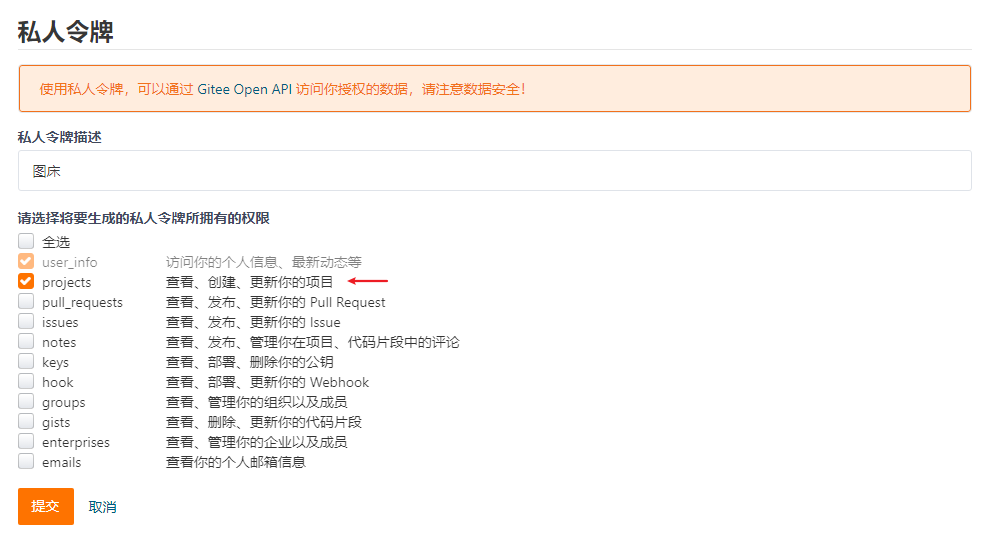 私人令牌
使用私人令牌，可以通过 Gitee Open API 访问你授权的数据，请注意数据安全！
私人令牌描述
图床
请选择将要生成的私人令牌所拥有的权限
全选
user_info 访问你的个人信息、最新动态等
projects 查看、创建、更新你的项目
pull_requests 查看、发布、更新你的 Pull Request
issues 查看、发布、更新你的 Issue
notes 查看、发布、管理你在项目、代码片段中的评论
keys 查看、部署、删除你的公钥
hook 查看、部署、更新你的 Webhook
groups 查看、管理你的组织以及成员
gists 查看、删除、更新你的代码片段
enterprises 查看、管理你的企业以及成员
emails 查看你的个人邮箱信息
提交 取消